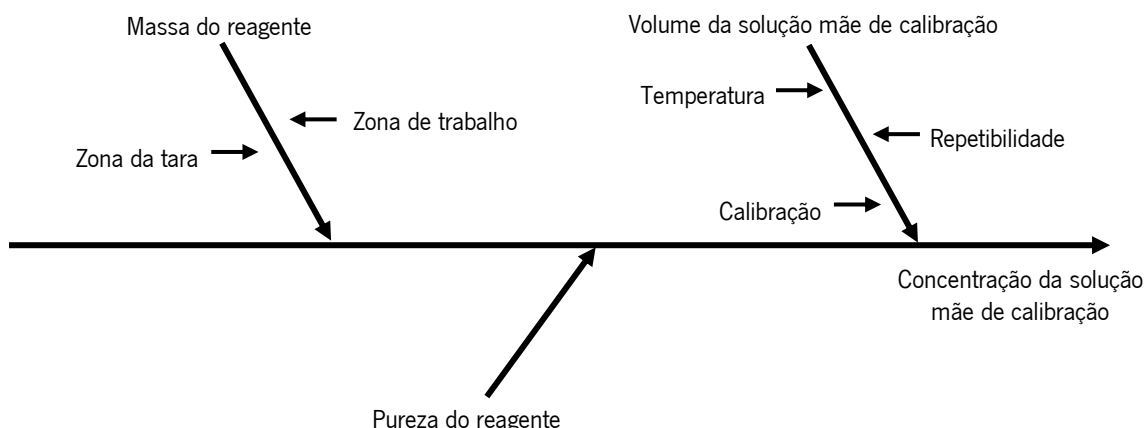 Massa do reagente
Volume da solução mãe de calibração
Temperatura
Zona de trabalho
Repetibilidade
Zona da tara
Calibração
Concentração da solução
mãe de calibração
Pureza do reagente